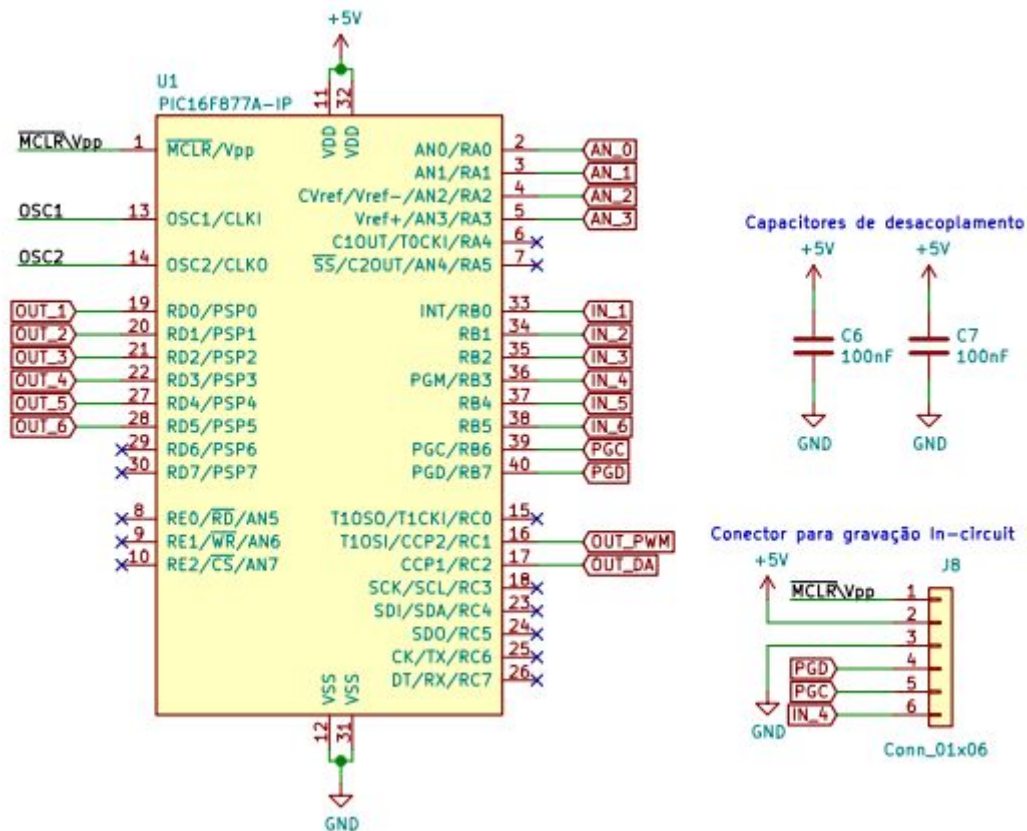 +5V
U1
PIC16F877A-IP
11 32
VDD VDD
MCLR\Vpp 1 MCLR/Vpp
OSC1 13 OSC1/CLKI
OSC2 14 OSC2/CLKO
OUT_1 19 RD0/PSP0
OUT_2 20 RD1/PSP1
OUT_3 21 RD2/PSP2
OUT_4 22 RD3/PSP3
OUT_5 27 RD4/PSP4
OUT_6 28 RD5/PSP5
29 RD6/PSP6
30 RD7/PSP7
8 RE0/RD/AN5
9 RE1/WR/AN6
10 RE2/CS/AN7
AN0/RA0 2 AN_0
AN1/RA1 3 AN_1
CVref/Vref-/AN2/RA2 4 AN_2
Vref+/AN3/RA3 5 AN_3
C1OUT/T0CKI/RA4 6
SS/C2OUT/AN4/RA5 7
INT/RB0 33 IN_1
RB1 34 IN_2
RB2 35 IN_3
PGM/RB3 36 IN_4
RB4 37 IN_5
RB5 38 IN_6
PGC/RB6 39 PGC
PGD/RB7 40 PGD
T1OSO/T1CKI/RC0 15
T1OSI/CCP2/RC1 16 OUT_PWM
CCP1/RC2 17 OUT_DA
SCK/SCL/RC3 18
SDI/SDA/RC4 23
SDO/RC5 24
CK/TX/RC6 25
DT/RX/RC7 26
VSS VSS
12 31
GND
Capacitores de desacoplamento
+5V +5V
C6 C7
100nF 100nF
GND GND
Conector para gravação In-circuit
+5V J8
MCLR\Vpp 1
2
3
PGD 4
PGC 5
IN_4 6
GND
Conn_01x06